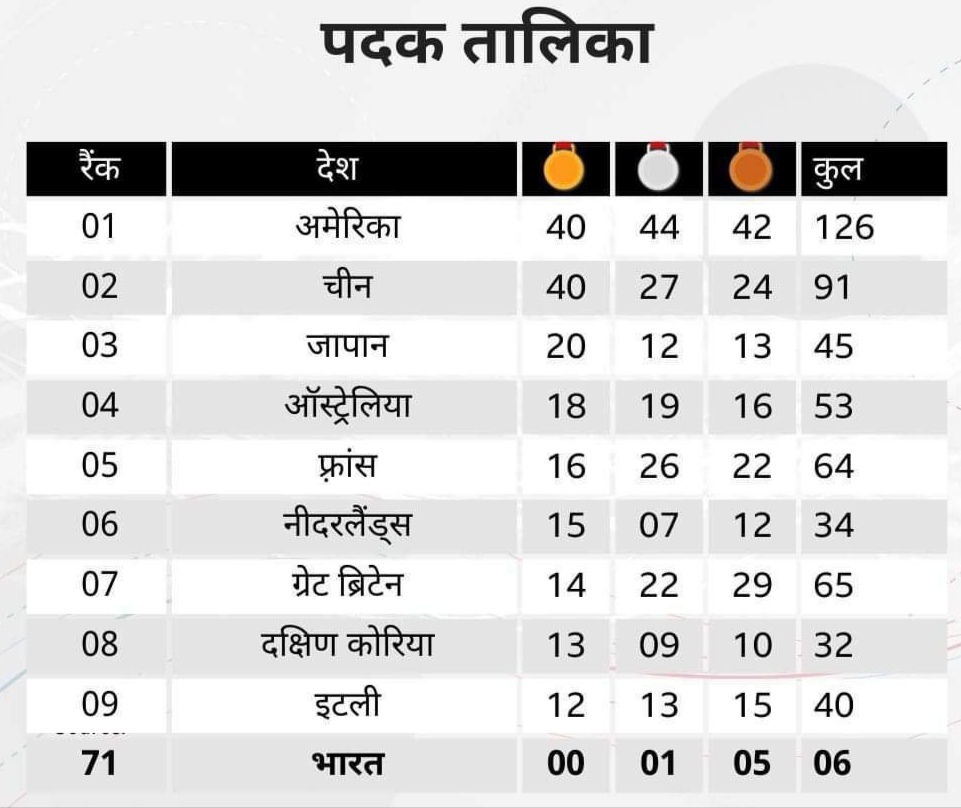 पदक तालिका
रैंक देश कुल
01 अमेरिका 40 44 42 126
02 चीन 40 27 24 91
03 जापान 20 12 13 45
04 ऑस्ट्रेलिया 18 19 16 53
05 फ़्रांस 16 26 22 64
06 नीदरलैंड्स 15 07 12 34
07 ग्रेट ब्रिटेन 14 22 29 65
08 दक्षिण कोरिया 13 09 10 32
09 इटली 12 13 15 40
71 भारत 00 01 05 06